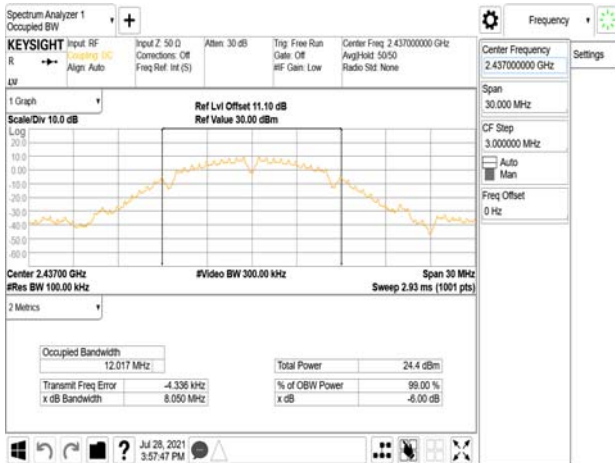 Spectrum Analyzer 1
Occupied BW
+
Frequency
KEYSIGHT
R
LVI
Input: RF
Coupling: DC
Align: Auto
Input Z: 50 Ω
Corrections: Off
Freq Ref: Int (S)
Atten: 30 dB
Trig: Free Run
Gate: Off
#IF Gain: Low
Center Freq: 2.437000000 GHz
Avg|Hold: 50/50
Radio Std: None
Center Frequency
2.437000000 GHz
Settings
Span
30.000 MHz
CF Step
3.000000 MHz
Auto
Man
Freq Offset
0 Hz
1 Graph
Scale/Div 10.0 dB
Ref Lvl Offset 11.10 dB
Ref Value 30.00 dBm
Log
20.0
10.0
0.00
-10.0
-20.0
-30.0
-40.0
-50.0
-60.0
Center 2.43700 GHz
#Res BW 100.00 kHz
#Video BW 300.00 kHz
Span 30 MHz
Sweep 2.93 ms (1001 pts)
2 Metrics
Occupied Bandwidth
12.017 MHz
Total Power 24.4 dBm
Transmit Freq Error -4.336 kHz
% of OBW Power 99.00 %
x dB Bandwidth 8.050 MHz
x dB -6.00 dB
?
Jul 28, 2021
3:57:47 PM